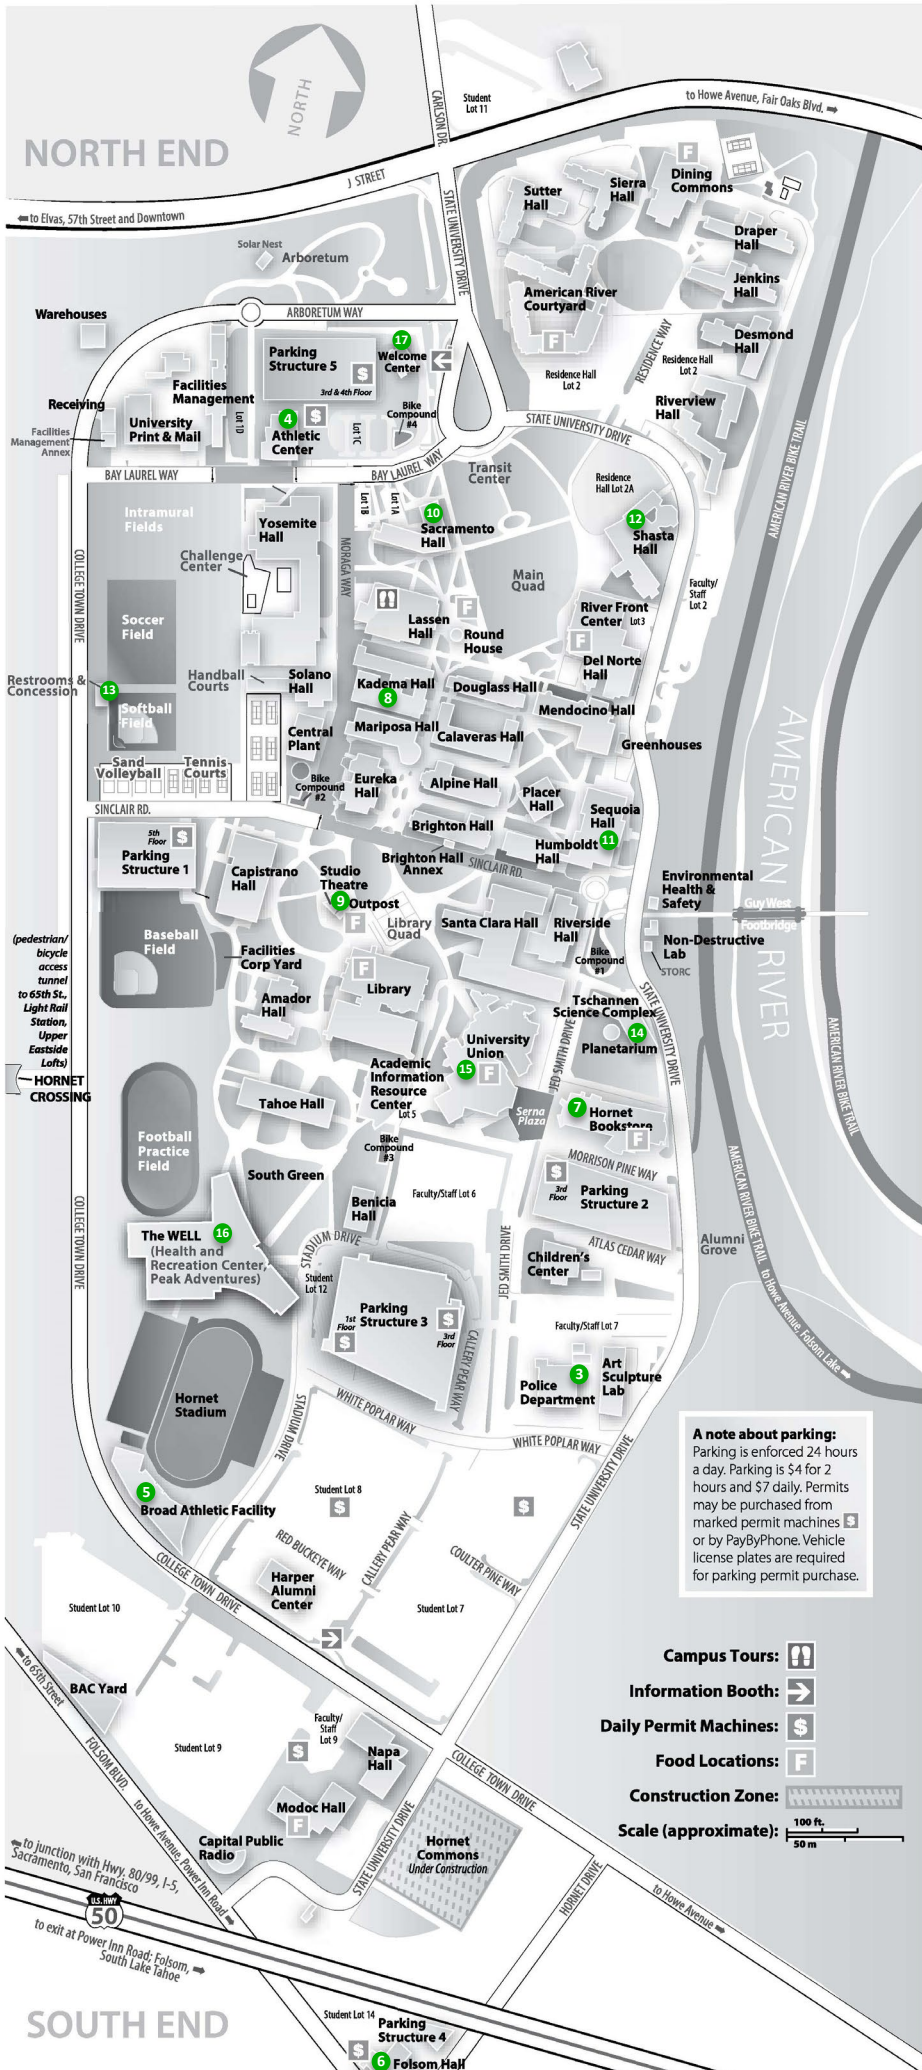 NORTH END
NORTH
CARLSON DR.
Student
Lot 11
to Howe Avenue, Fair Oaks Blvd.
J STREET
to Elvas, 57th Street and Downtown
STATE UNIVERSITY DRIVE
Sutter
Hall
Sierra
Hall
F
Dining
Commons
Draper
Hall
Jenkins
Hall
Desmond
Hall
American River
Courtyard
F
Residence Hall
Lot 2
RESIDENCE WAY
Residence Hall
Lot 2
Riverview
Hall
Solar Nest
Arboretum
ARBORETUM WAY
Warehouses
Parking
Structure 5
$
3rd & 4th Floor
17
Welcome
Center
Facilities
Management
Receiving
University
Print & Mail
Facilities
Management
Annex
Lot 1D
4
$
Athletic
Center
Lot 1C
Bike
Compound
#4
STATE UNIVERSITY DRIVE
BAY LAUREL WAY
BAY LAUREL WAY
Transit
Center
Residence
Hall Lot 2A
AMERICAN RIVER BIKE TRAIL
Intramural
Fields
Yosemite
Hall
Lot 1B
Lot 1A
10
Sacramento
Hall
12
Shasta
Hall
Challenge
Center
MORAGA WAY
COLLEGE TOWN DRIVE
Main
Quad
Faculty/
Staff
Lot 2
Soccer
Field
Lassen
Hall
F
Round
House
River Front
Center
Lot 3
F
Del Norte
Hall
Restrooms &
Concession
13
Handball
Courts
Solano
Hall
Kadema Hall
8
Douglass Hall
Mendocino Hall
Softball
Field
Central
Plant
Mariposa Hall
Calaveras Hall
Greenhouses
AMERICAN RIVER
Sand
Volleyball
Tennis
Courts
Bike
Compound
#2
Eureka
Hall
Alpine Hall
Placer
Hall
Sequoia
Hall
SINCLAIR RD.
Brighton Hall
Humboldt
Hall
11
5th
Floor
$
Parking
Structure 1
Capistrano
Hall
Studio
Theatre
Brighton Hall
Annex
SINCLAIR RD.
Environmental
Health &
Safety
9
Outpost
F
Library
Quad
Santa Clara Hall
Riverside
Hall
Guy West
Footbridge
Baseball
Field
Facilities
Corp Yard
Bike
Compound
#1
Non-Destructive
Lab
STORC
(pedestrian/
bicycle
access
tunnel
to 65th St.,
Light Rail
Station,
Upper
Eastside
Lofts)
HORNET
CROSSING
F
Library
Amador
Hall
Tschannen
Science Complex
14
Planetarium
STATE UNIVERSITY DRIVE
University
Union
15
F
JED SMITH DRIVE
AMERICAN RIVER BIKE TRAIL
Academic
Information
Resource
Center
Lot 5
Tahoe Hall
Serna
Plaza
7
Hornet
Bookstore
F
Football
Practice
Field
Bike
Compound
#3
MORRISON PINE WAY
South Green
Faculty/Staff Lot 6
$
3rd
Floor
Parking
Structure 2
Benicia
Hall
AMERICAN RIVER BIKE TRAIL
to Howe Avenue, Folsom Lake
COLLEGE TOWN DRIVE
The WELL
16
(Health and
Recreation Center,
Peak Adventures)
STADIUM DRIVE
JED SMITH DRIVE
ATLAS CEDAR WAY
Alumni
Grove
Children's
Center
Student
Lot 12
Parking
Structure 3
1st
Floor
$
$
3rd
Floor
CALLERY PEAR WAY
Faculty/Staff Lot 7
3
Police
Department
Art
Sculpture
Lab
Hornet
Stadium
STADIUM DRIVE
WHITE POPLAR WAY
WHITE POPLAR WAY
STATE UNIVERSITY DRIVE
A note about parking:
Parking is enforced 24 hours
a day. Parking is $4 for 2
hours and $7 daily. Permits
may be purchased from
marked permit machines $
or by PayByPhone. Vehicle
license plates are required
for parking permit purchase.
5
Broad Athletic Facility
Student Lot 8
$
$
RED BUCKEYE WAY
CALLERY PEAR WAY
COULTER PINE WAY
COLLEGE TOWN DRIVE
Harper
Alumni
Center
Student Lot 10
Student Lot 7
to 65th Street
BAC Yard
Campus Tours:
Information Booth:
Daily Permit Machines: $
Food Locations: F
Construction Zone:
Scale (approximate):
100 ft.
50 m
Faculty/
Staff
Lot 9
Student Lot 9
$
Napa
Hall
COLLEGE TOWN DRIVE
FOLSOM BLVD.
to Howe Avenue, Power Inn Road
Modoc Hall
F
Capital Public
Radio
STATE UNIVERSITY DRIVE
Hornet
Commons
Under Construction
to junction with Hwy. 80/99, I-5,
Sacramento, San Francisco
U.S. HWY
50
HORNET DRIVE
to Howe Avenue
to exit at Power Inn Road; Folsom,
South Lake Tahoe
SOUTH END
Student Lot 14
Parking
Structure 4
$
6
Folsom Hall